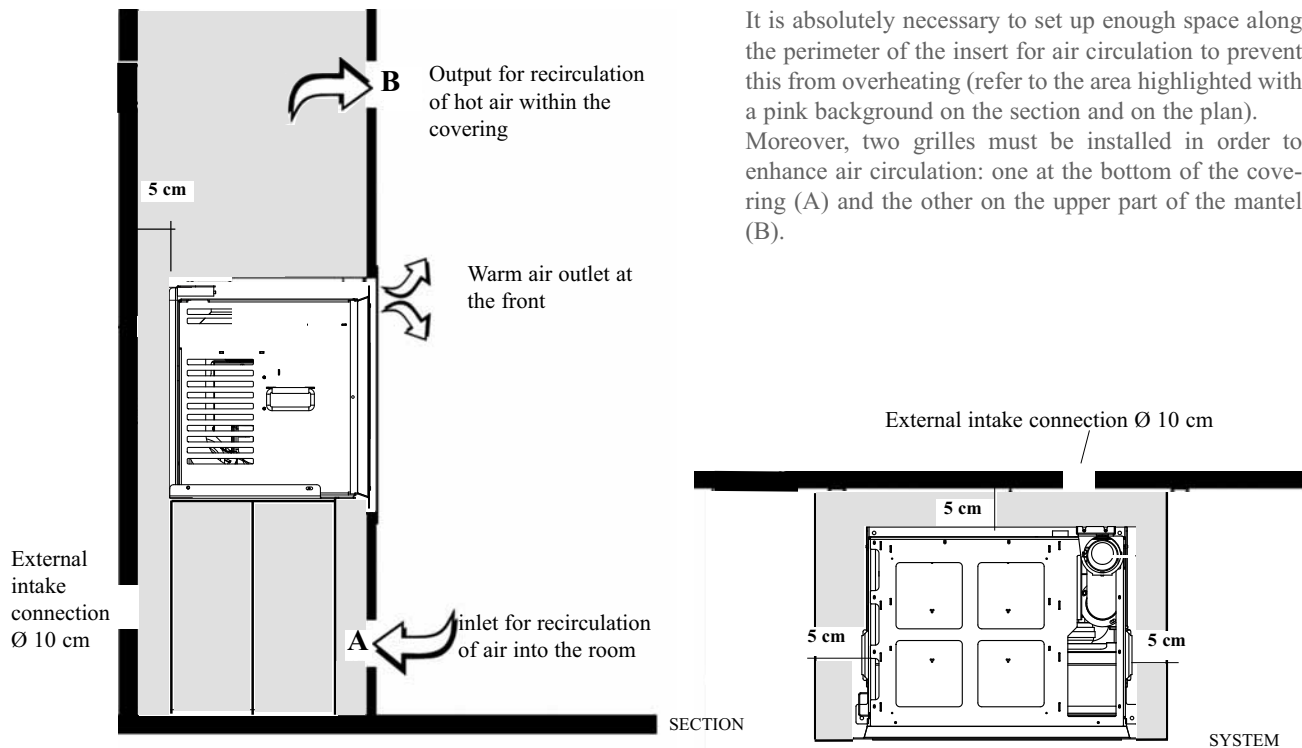 It is absolutely necessary to set up enough space along
the perimeter of the insert for air circulation to prevent
this from overheating (refer to the area highlighted with
a pink background on the section and on the plan).
Moreover, two grilles must be installed in order to
enhance air circulation: one at the bottom of the cove-
ring (A) and the other on the upper part of the mantel
(B).
B
Output for recirculation
of hot air within the
covering
5 cm
Warm air outlet at
the front
External
intake
connection
Ø 10 cm
A
inlet for recirculation
of air into the room
SECTION
External intake connection Ø 10 cm
5 cm
5 cm
5 cm
SYSTEM